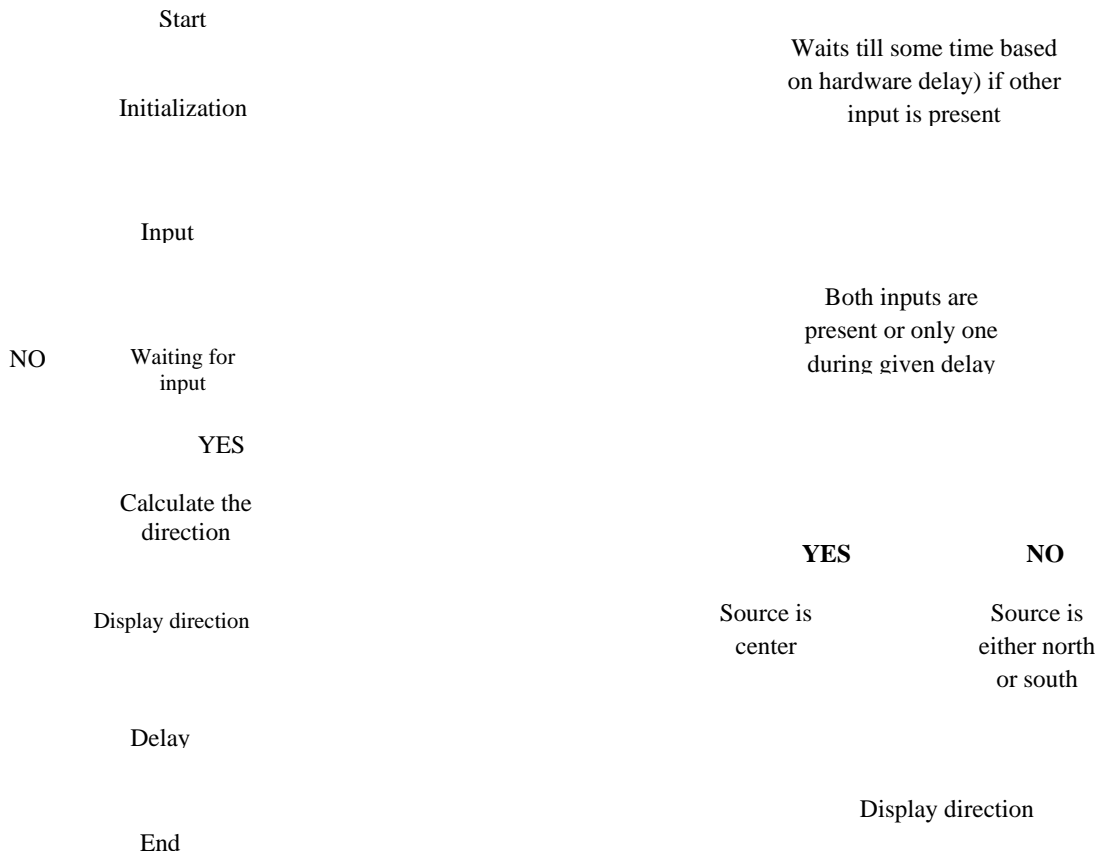 Start
Initialization
Input
NO
Waiting for
input
YES
Calculate the
direction
Display direction
Delay
End
Waits till some time based
on hardware delay) if other
input is present
Both inputs are
present or only one
during given delay
YES
NO
Source is
center
Source is
either north
or south
Display direction